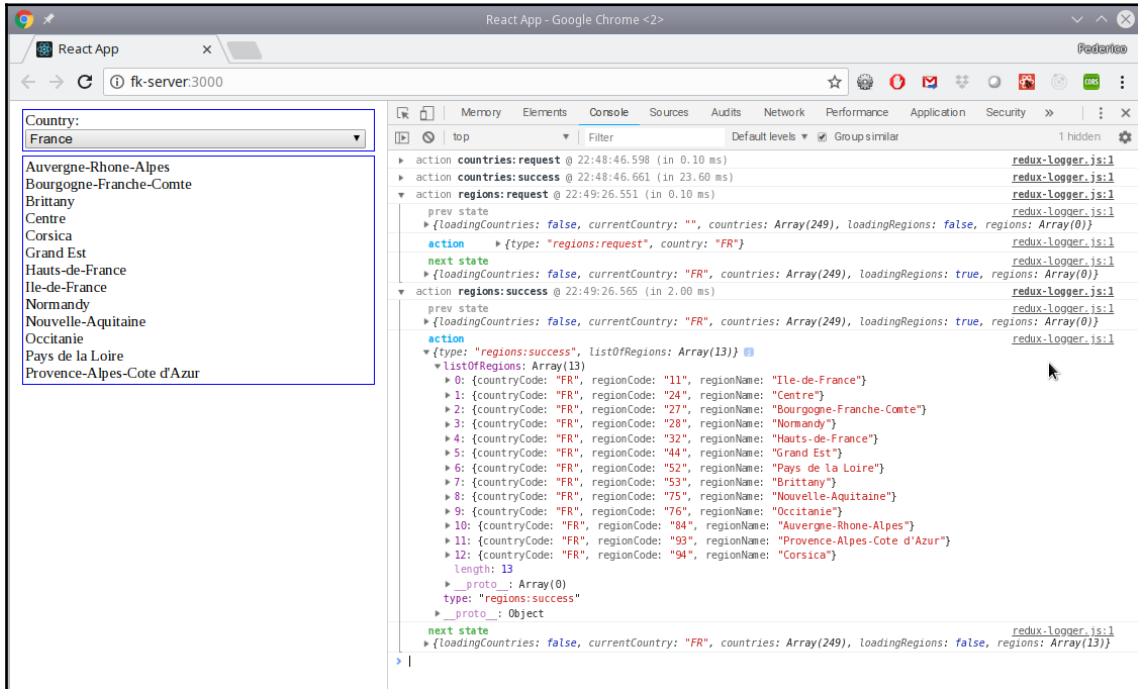 React App - Google Chrome <2>
React App
Federico
fk-server:3000
Country:
France
Auvergne-Rhone-Alpes
Bourgogne-Franche-Comte
Brittany
Centre
Corsica
Grand Est
Hauts-de-France
Ile-de-France
Normandy
Nouvelle-Aquitaine
Occitanie
Pays de la Loire
Provence-Alpes-Cote d'Azur
Memory Elements Console Sources Audits Network Performance Application Security »
top Filter Default levels ▼ Group similar 1 hidden
action countries:request @ 22:48:46.598 (in 0.10 ms) redux-logger.js:1
action countries:success @ 22:48:46.661 (in 23.60 ms) redux-logger.js:1
action regions:request @ 22:49:26.551 (in 0.10 ms) redux-logger.js:1
prev state redux-logger.js:1
{loadingCountries: false, currentCountry: "", countries: Array(249), loadingRegions: false, regions: Array(0)}
action {type: "regions:request", country: "FR"} redux-logger.js:1
next state redux-logger.js:1
{loadingCountries: false, currentCountry: "FR", countries: Array(249), loadingRegions: true, regions: Array(0)}
action regions:success @ 22:49:26.565 (in 2.00 ms) redux-logger.js:1
prev state redux-logger.js:1
{loadingCountries: false, currentCountry: "FR", countries: Array(249), loadingRegions: true, regions: Array(0)}
action redux-logger.js:1
{type: "regions:success", listOfRegions: Array(13)} i
listOfRegions: Array(13)
0: {countryCode: "FR", regionCode: "11", regionName: "Ile-de-France"}
1: {countryCode: "FR", regionCode: "24", regionName: "Centre"}
2: {countryCode: "FR", regionCode: "27", regionName: "Bourgogne-Franche-Comte"}
3: {countryCode: "FR", regionCode: "28", regionName: "Normandy"}
4: {countryCode: "FR", regionCode: "32", regionName: "Hauts-de-France"}
5: {countryCode: "FR", regionCode: "44", regionName: "Grand Est"}
6: {countryCode: "FR", regionCode: "52", regionName: "Pays de la Loire"}
7: {countryCode: "FR", regionCode: "53", regionName: "Brittany"}
8: {countryCode: "FR", regionCode: "75", regionName: "Nouvelle-Aquitaine"}
9: {countryCode: "FR", regionCode: "76", regionName: "Occitanie"}
10: {countryCode: "FR", regionCode: "84", regionName: "Auvergne-Rhone-Alpes"}
11: {countryCode: "FR", regionCode: "93", regionName: "Provence-Alpes-Cote d'Azur"}
12: {countryCode: "FR", regionCode: "94", regionName: "Corsica"}
length: 13
__proto__: Array(0)
type: "regions:success"
__proto__: Object
next state redux-logger.js:1
{loadingCountries: false, currentCountry: "FR", countries: Array(249), loadingRegions: false, regions: Array(13)}
>